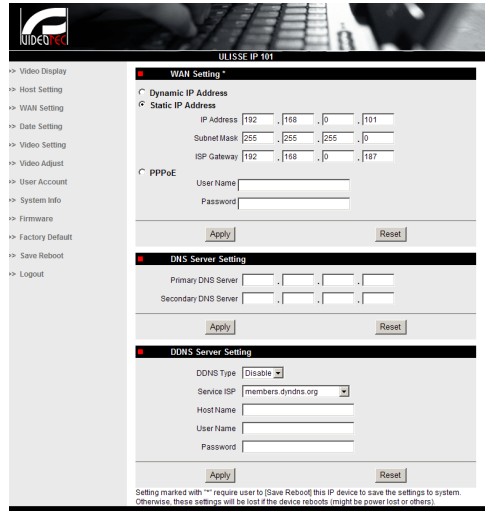 VIDEOTEC
ULISSE IP 101
>> Video Display
>> Host Setting
>> WAN Setting
>> Date Setting
>> Video Setting
>> Video Adjust
>> User Account
>> System Info
>> Firmware
>> Factory Default
>> Save Reboot
>> Logout
WAN Setting *
Dynamic IP Address
Static IP Address
IP Address 192 . 168 . 0 . 101
Subnet Mask 255 . 255 . 255 . 0
ISP Gateway 192 . 168 . 0 . 187
PPPoE
User Name
Password
Apply Reset
DNS Server Setting
Primary DNS Server . . .
Secondary DNS Server . . .
Apply Reset
DDNS Server Setting
DDNS Type Disable
Service ISP members.dyndns.org
Host Name
User Name
Password
Apply Reset
Setting marked with "*" require user to [Save Reboot] this IP device to save the settings to system.
Otherwise, these settings will be lost if the device reboots (might be power lost or others).